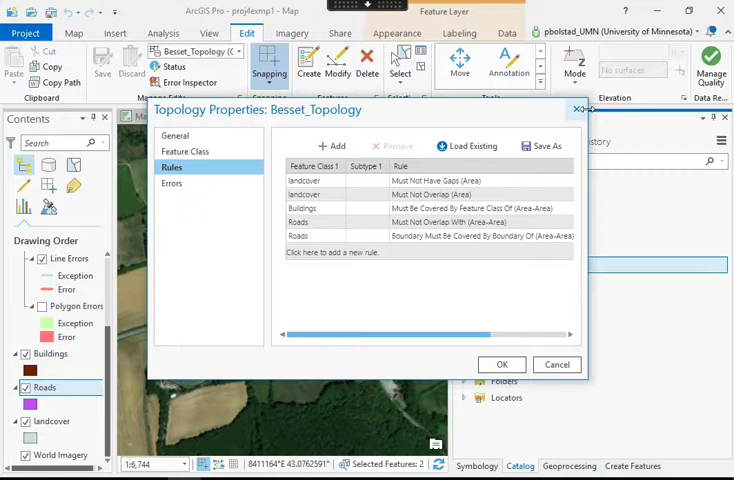 ArcGIS Pro - proj4exmp1 - Map
Feature Layer
?
Project Map Insert Analysis View Edit Imagery Share Appearance Labeling Data
pbolstad_UMN (University of Minnesota)
Paste
Cut
Copy
Copy Path
Clipboard
Save Discard
Besset_Topology (
Status
Error Inspector
Snapping
Create Modify Delete
Select
Move Annotation
Mode
No surfaces
Elevation
Manage Quality
Data Re...
Contents
Search
Drawing Order
Line Errors
Exception
Error
Polygon Errors
Exception
Error
Buildings
Roads
landcover
World Imagery
Topology Properties: Besset_Topology
General
Feature Class
Rules
Errors
Add Remove Load Existing Save As
Feature Class 1 Subtype 1 Rule
landcover Must Not Have Gaps (Area)
landcover Must Not Overlap (Area)
Buildings Must Be Covered By Feature Class Of (Area-Area)
Roads Must Not Overlap With (Area-Area)
Roads Boundary Must Be Covered By Boundary Of (Area-Area)
Click here to add a new rule.
OK Cancel
Folders
Locators
1:6,744
8411164°E 43.0762591°
Selected Features: 2
Symbology Catalog Geoprocessing Create Features